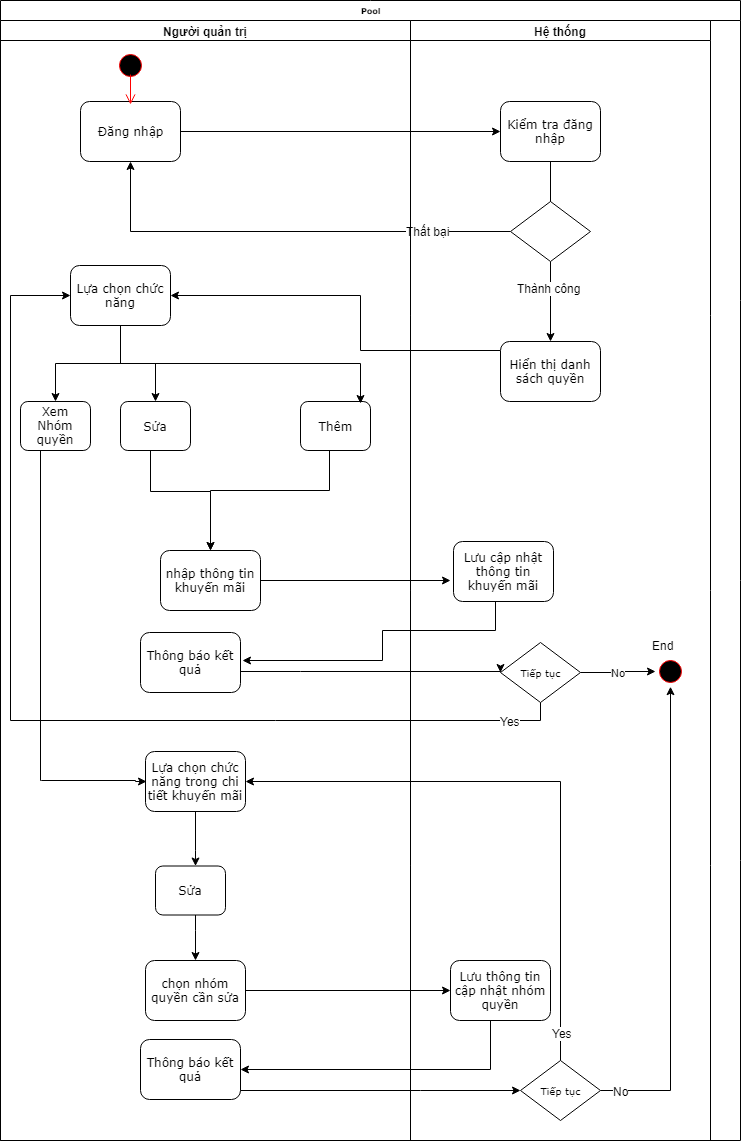 Pool
Người quản trị
Hệ thống
Đăng nhập
Kiểm tra đăng
nhập
Thất bại
Thành công
Lựa chọn chức
năng
Hiển thị danh
sách quyền
Xem
Nhóm
quyền
Sửa
Thêm
nhập thông tin
khuyến mãi
Lưu cập nhật
thông tin
khuyến mãi
Thông báo kết
quả
Tiếp tục
No
End
Yes
Lựa chọn chức
năng trong chi
tiết khuyến mãi
Sửa
chọn nhóm
quyền cần sửa
Lưu thông tin
cập nhật nhóm
quyền
Yes
Thông báo kết
quả
Tiếp tục
No